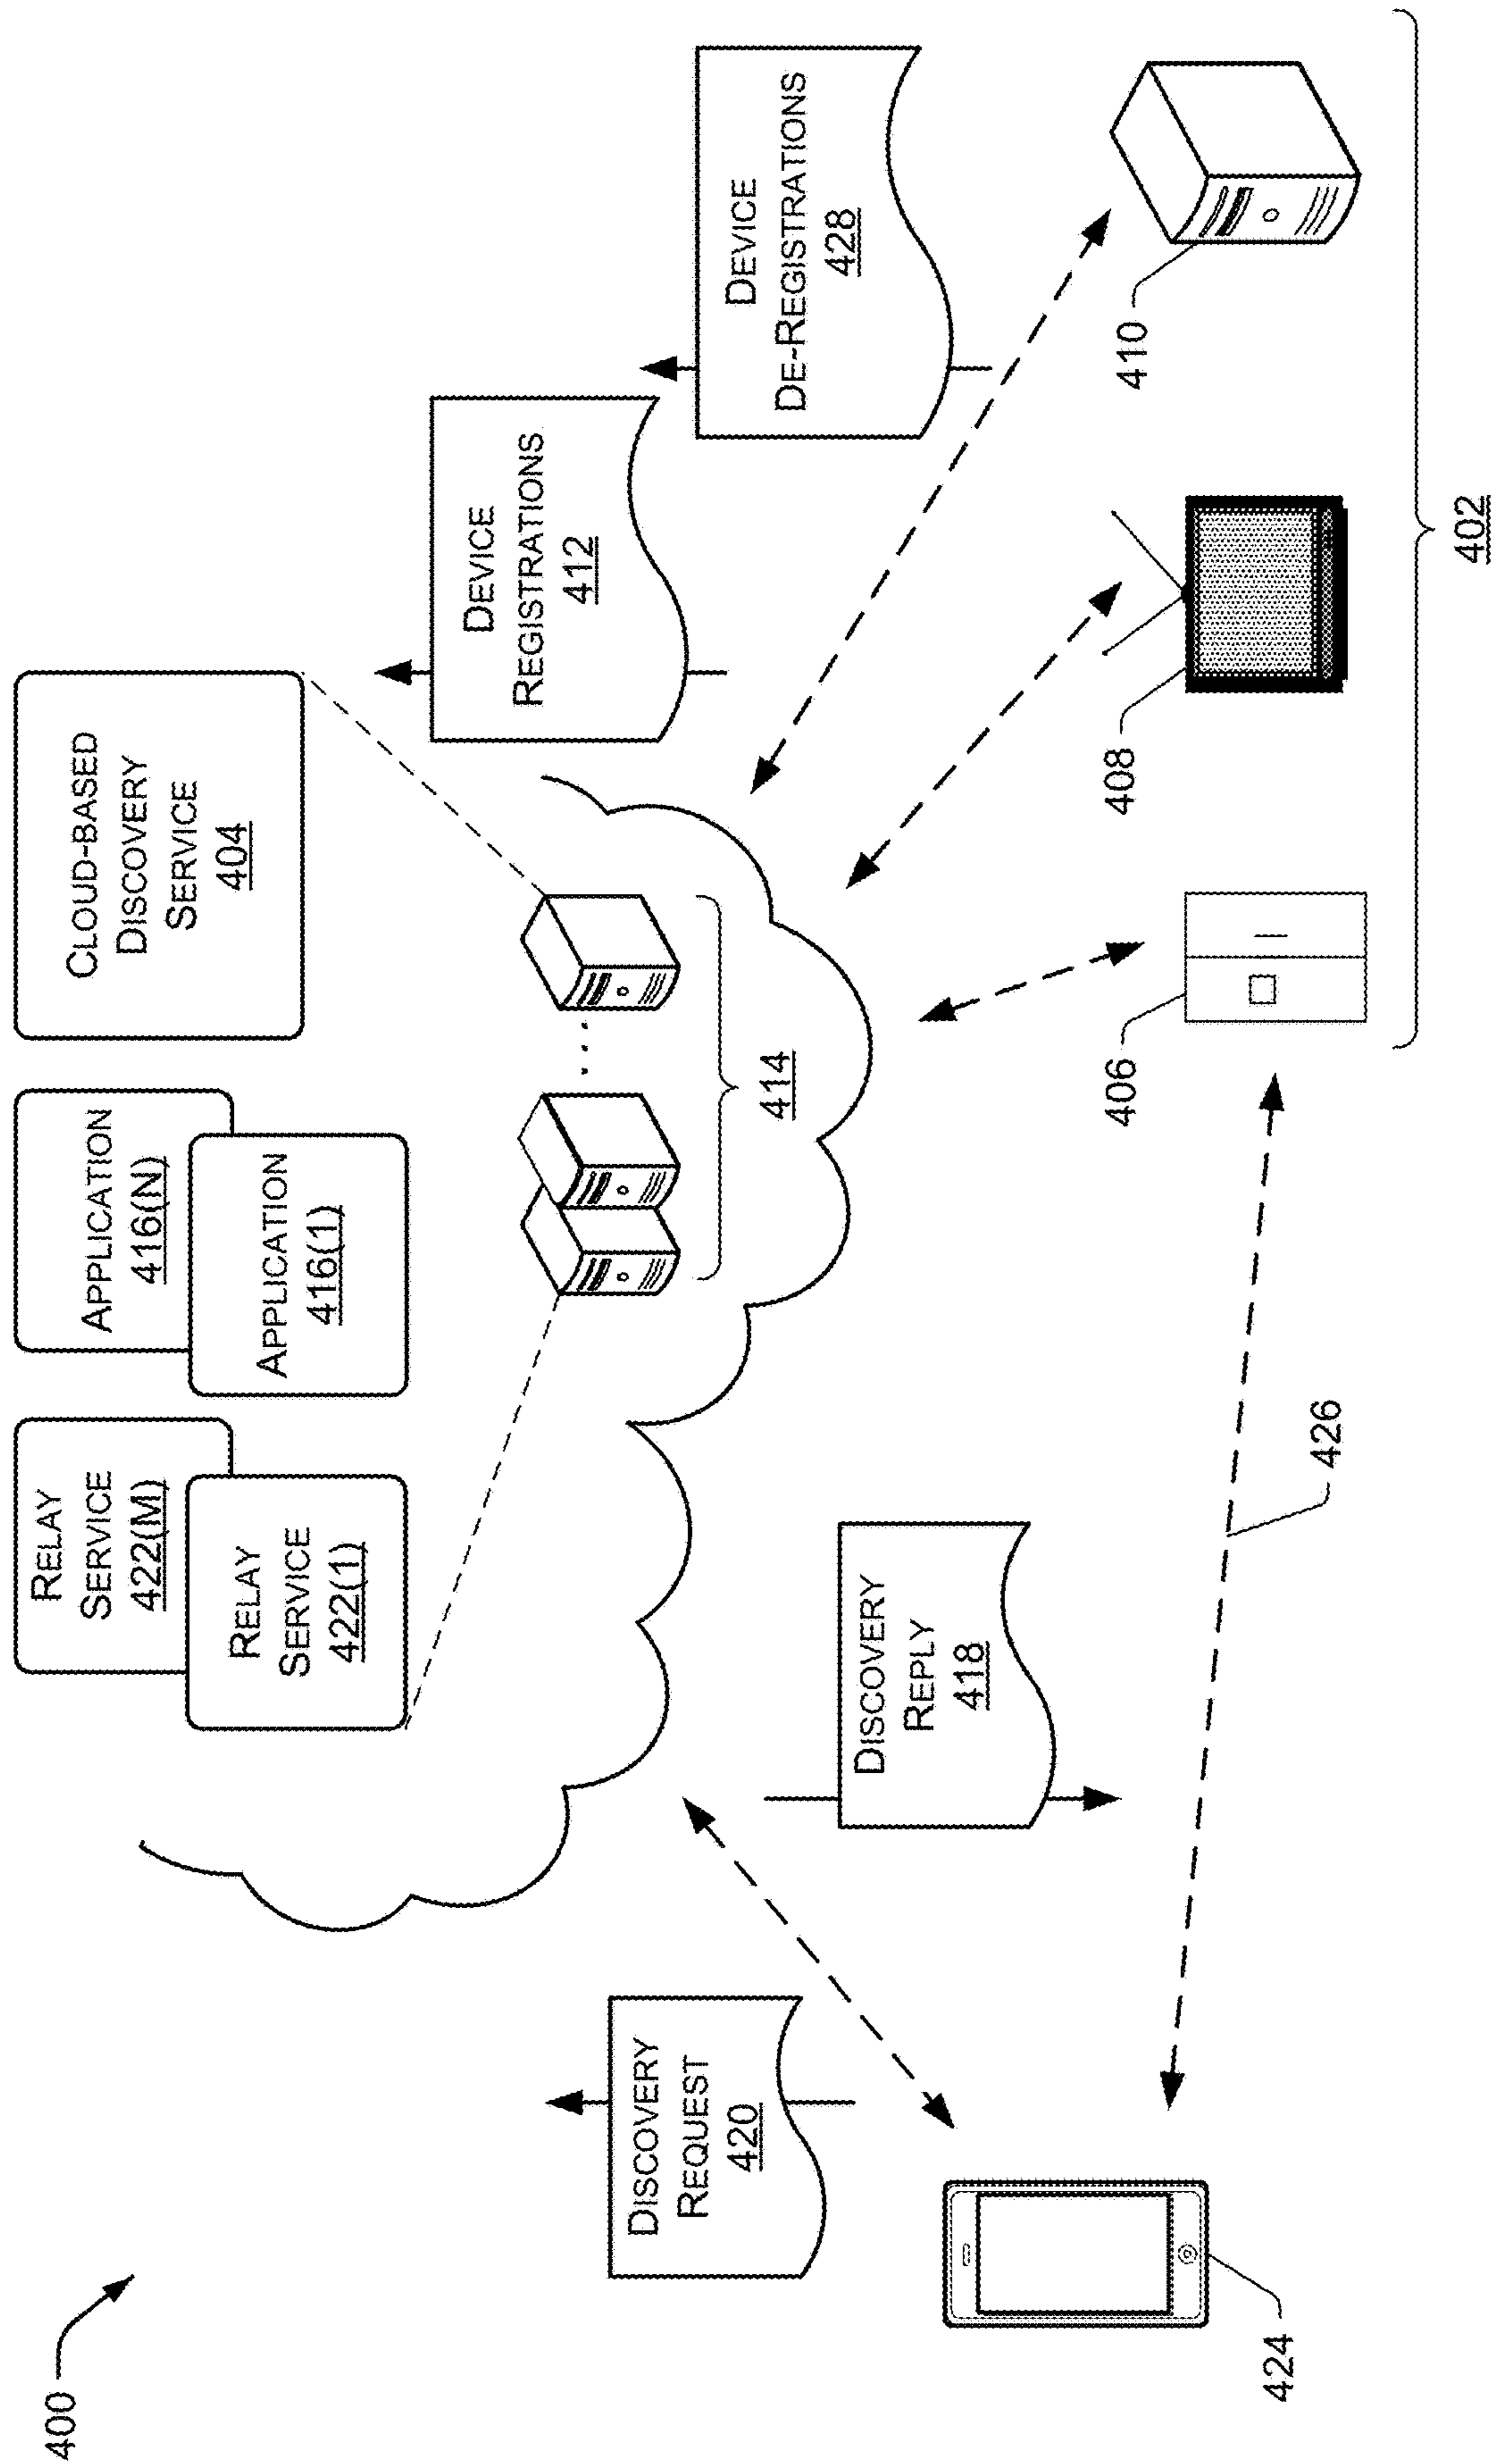 400
RELAY
SERVICE
422(M)
RELAY
SERVICE
422(1)
APPLICATION
416(N)
APPLICATION
416(1)
CLOUD-BASED
DISCOVERY
SERVICE
404
414
DEVICE
REGISTRATIONS
412
DEVICE
DE-REGISTRATIONS
428
DISCOVERY
REQUEST
420
DISCOVERY
REPLY
418
424
426
406
408
410
402